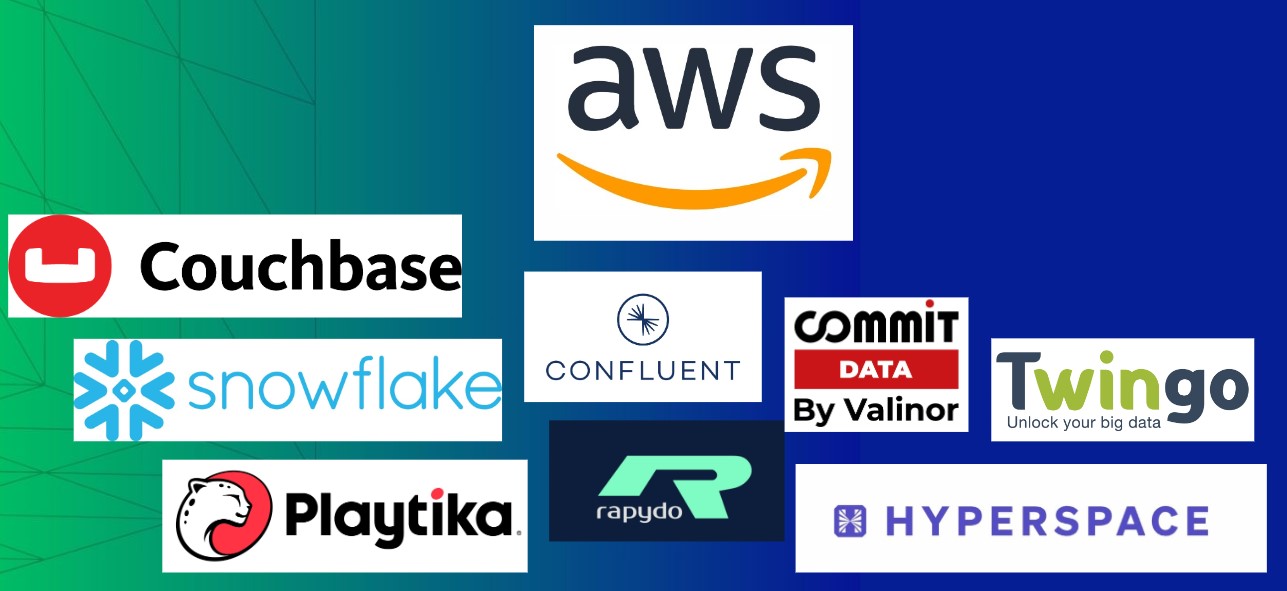 aws
Couchbase
CONFLUENT
COMMIT
DATA
By Valinor
snowflake
Twingo
Unlock your big data
Playtika.
rapydo
HYPERSPACE